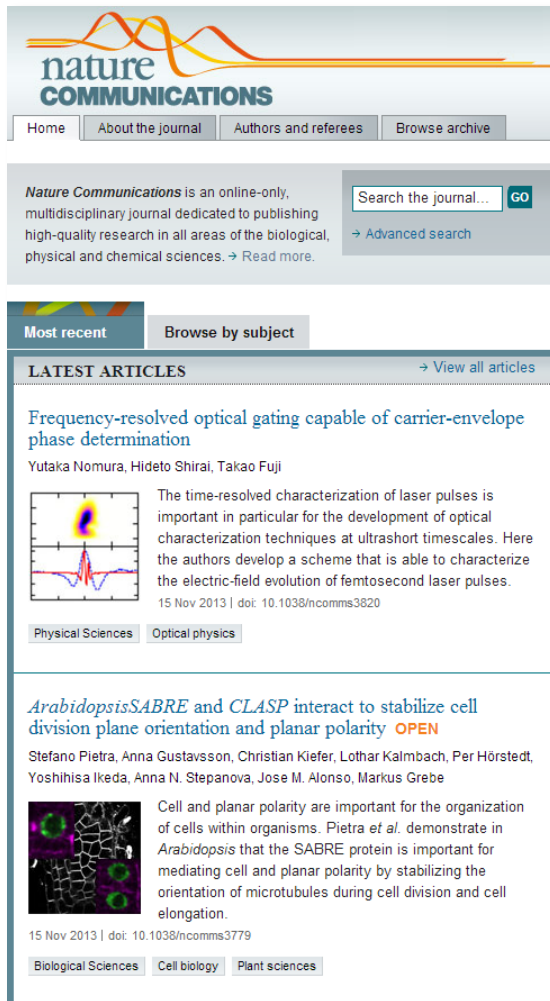 nature
COMMUNICATIONS
Home About the journal Authors and referees Browse archive
Nature Communications is an online-only,
multidisciplinary journal dedicated to publishing
high-quality research in all areas of the biological,
physical and chemical sciences. → Read more.
Search the journal... GO
→ Advanced search
Most recent Browse by subject
LATEST ARTICLES → View all articles
Frequency-resolved optical gating capable of carrier-envelope
phase determination
Yutaka Nomura, Hideto Shirai, Takao Fuji
The time-resolved characterization of laser pulses is
important in particular for the development of optical
characterization techniques at ultrashort timescales. Here
the authors develop a scheme that is able to characterize
the electric-field evolution of femtosecond laser pulses.
15 Nov 2013 | doi: 10.1038/ncomms3820
Physical Sciences Optical physics
ArabidopsisSABRE and CLASP interact to stabilize cell
division plane orientation and planar polarity OPEN
Stefano Pietra, Anna Gustavsson, Christian Kiefer, Lothar Kalmbach, Per Hörstedt,
Yoshihisa Ikeda, Anna N. Stepanova, Jose M. Alonso, Markus Grebe
Cell and planar polarity are important for the organization
of cells within organisms. Pietra et al. demonstrate in
Arabidopsis that the SABRE protein is important for
mediating cell and planar polarity by stabilizing the
orientation of microtubules during cell division and cell
elongation.
15 Nov 2013 | doi: 10.1038/ncomms3779
Biological Sciences Cell biology Plant sciences